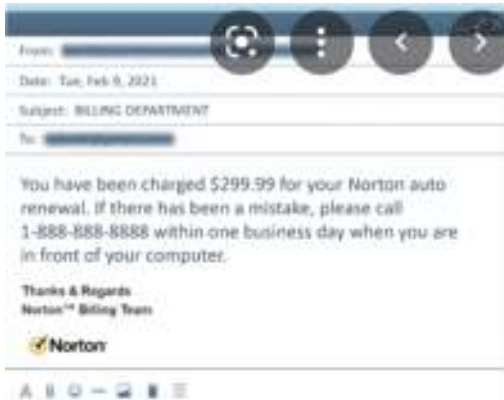 From:
Date: Tue, Feb 9, 2021
Subject: BILLING DEPARTMENT
To:
You have been charged $299.99 for your Norton auto
renewal. If there has been a mistake, please call
1-888-888-8888 within one business day when you are
in front of your computer.
Thanks & Regards
Norton™ Billing Team
Norton